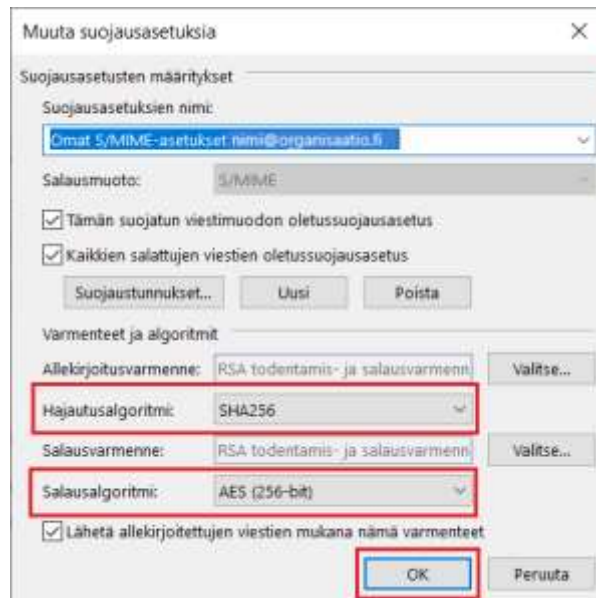 Muuta suojausasetuksia
Suojausasetusten määritykset
Suojausasetuksien nimi:
Omat S/MIME-asetukset nimi@organisaatio.fi
Salausmuoto: S/MIME
Tämän suojatun viestimuodon oletussuojausasetus
Kaikkien salattujen viestien oletussuojausasetus
Suojaustunnukset... Uusi Poista
Varmenteet ja algoritmit
Allekirjoitusvarmenne: RSA todentamis- ja salausvarmenn Valitse...
Hajautusalgoritmi: SHA256
Salausvarmenne: RSA todentamis- ja salausvarmenn Valitse...
Salausalgoritmi: AES (256-bit)
Lähetä allekirjoitettujen viestien mukana nämä varmenteet
OK Peruuta